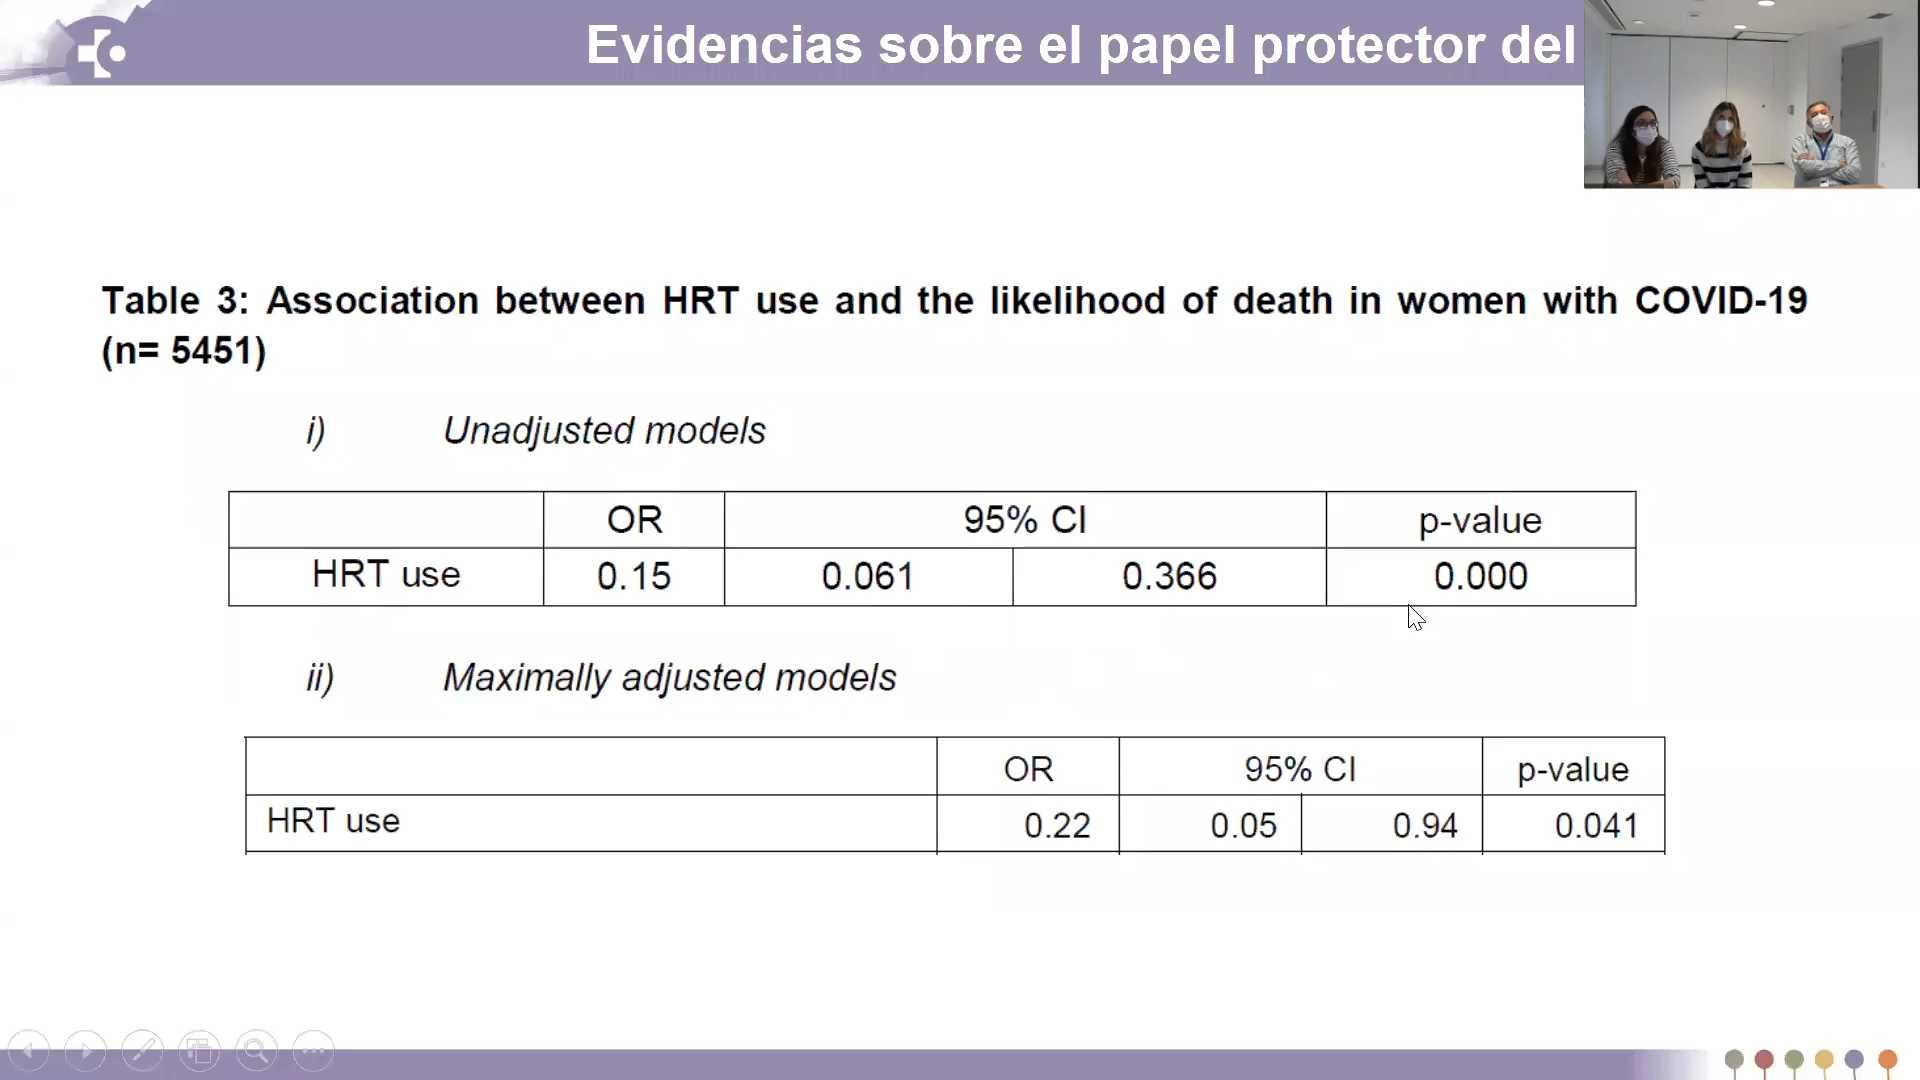 Evidencias sobre el papel protector del
Table 3: Association between HRT use and the likelihood of death in women with COVID-19
(n= 5451)
i) Unadjusted models
OR 95% CI p-value
HRT use 0.15 0.061 0.366 0.000
ii) Maximally adjusted models
OR 95% CI p-value
HRT use 0.22 0.05 0.94 0.041